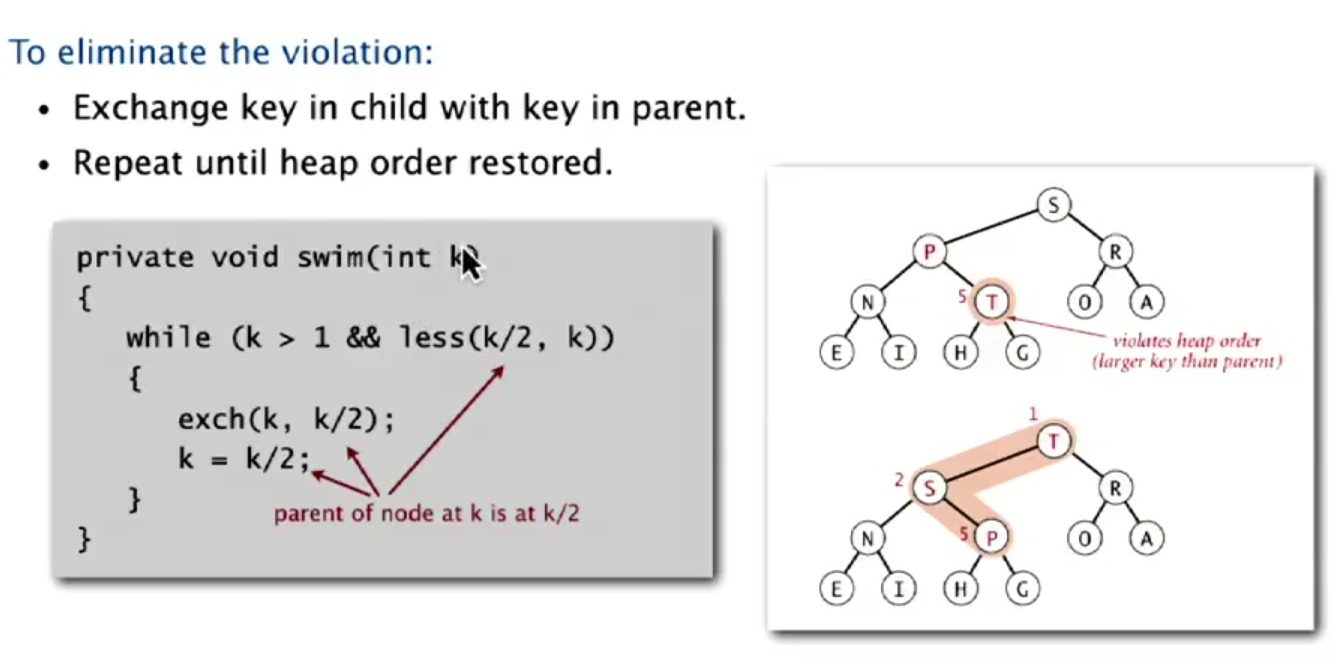 To eliminate the violation:
• Exchange key in child with key in parent.
• Repeat until heap order restored.
private void swim(int k)
{
while (k > 1 && less(k/2, k))
{
exch(k, k/2);
k = k/2;
}
}
parent of node at k is at k/2
S
P R
N 5 T O A
E I H G
violates heap order
(larger key than parent)
1 T
2 S R
N 5 P O A
E I H G